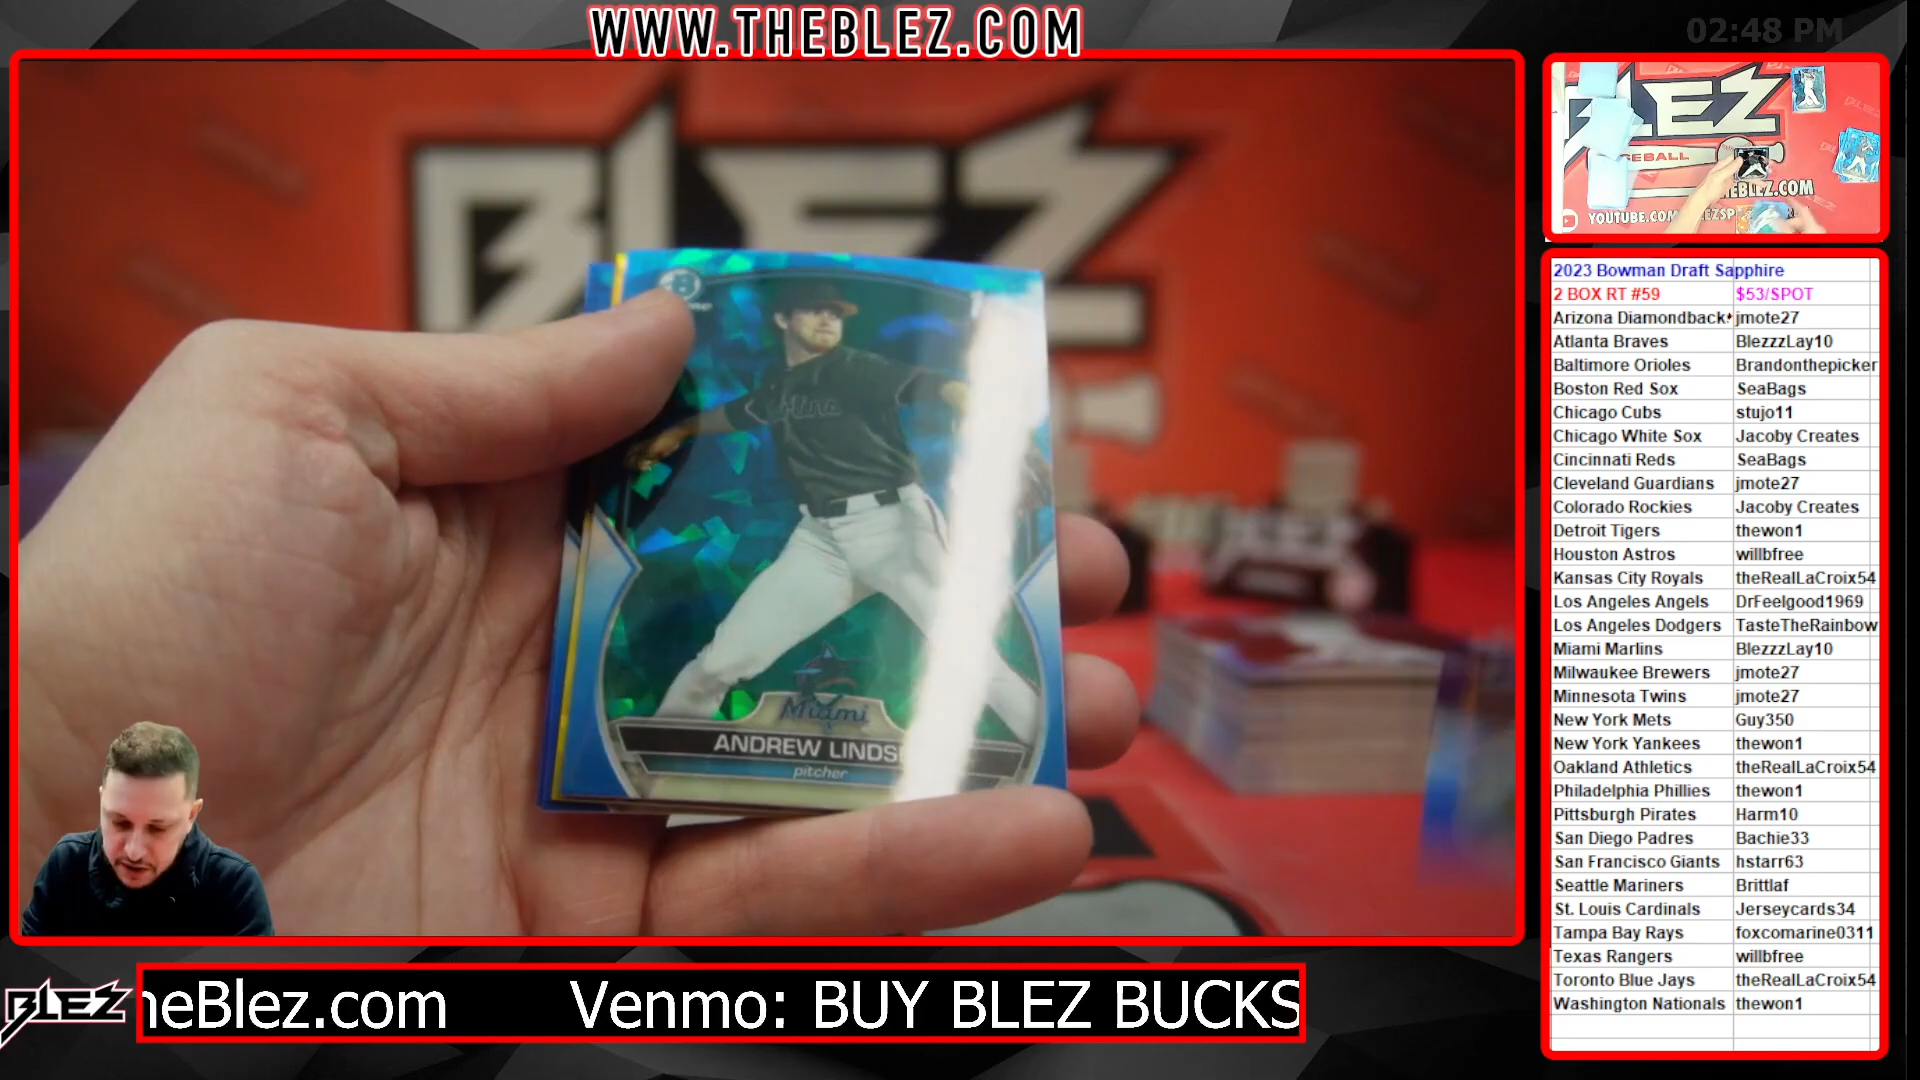 WWW.THEBLEZ.COM
02:48 PM
BLEZ
Miami
ANDREW LINDS
pitcher
LEZ
SEBALL
EBLEZ.COM
YOUTUBE.COM
EZSP
2023 Bowman Draft Sapphire
2 BOX RT #59 $53/SPOT
Arizona Diamondback jmote27
Atlanta Braves BlezzzLay10
Baltimore Orioles Brandonthepicker
Boston Red Sox SeaBags
Chicago Cubs stujo11
Chicago White Sox Jacoby Creates
Cincinnati Reds SeaBags
Cleveland Guardians jmote27
Colorado Rockies Jacoby Creates
Detroit Tigers thewon1
Houston Astros willbfree
Kansas City Royals theRealLaCroix54
Los Angeles Angels DrFeelgood1969
Los Angeles Dodgers TasteTheRainbow
Miami Marlins BlezzzLay10
Milwaukee Brewers jmote27
Minnesota Twins jmote27
New York Mets Guy350
New York Yankees thewon1
Oakland Athletics theRealLaCroix54
Philadelphia Phillies thewon1
Pittsburgh Pirates Harm10
San Diego Padres Bachie33
San Francisco Giants hstarr63
Seattle Mariners Brittlaf
St. Louis Cardinals Jerseycards34
Tampa Bay Rays foxcomarine0311
Texas Rangers willbfree
Toronto Blue Jays theRealLaCroix54
Washington Nationals thewon1
BLEZ
heBlez.com Venmo: BUY BLEZ BUCKS